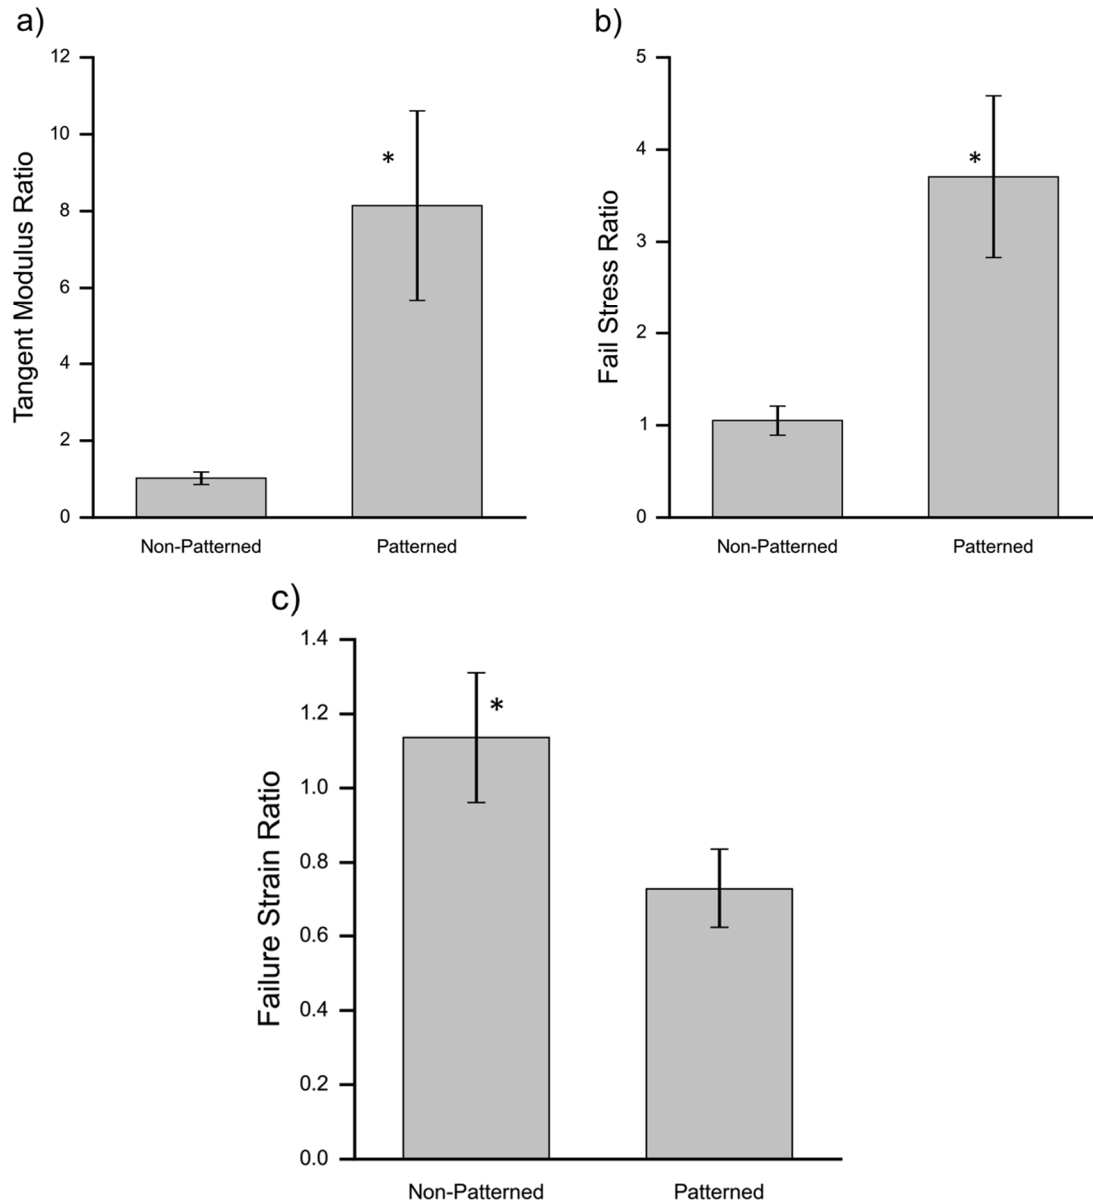 a)
Tangent Modulus Ratio
12
10
8
6
4
2
0
*
Non-Patterned Patterned
b)
Fail Stress Ratio
5
4
3
2
1
0
*
Non-Patterned Patterned
c)
Failure Strain Ratio
1.4
1.2
1.0
0.8
0.6
0.4
0.2
0.0
*
Non-Patterned Patterned